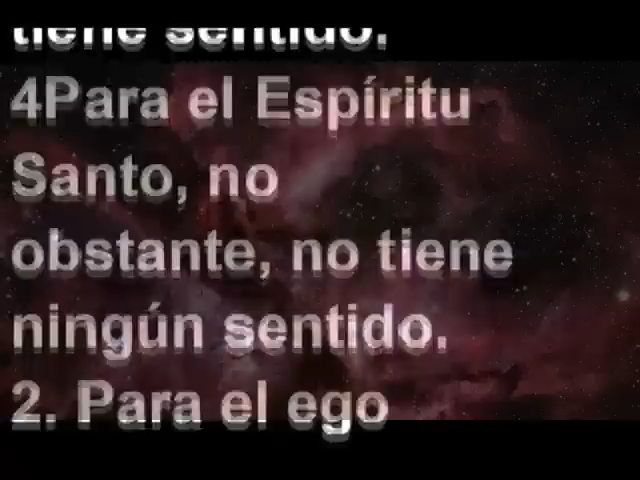 tiene sentido.
4Para el Espíritu
Santo, no
obstante, no tiene
ningún sentido.
2. Para el ego